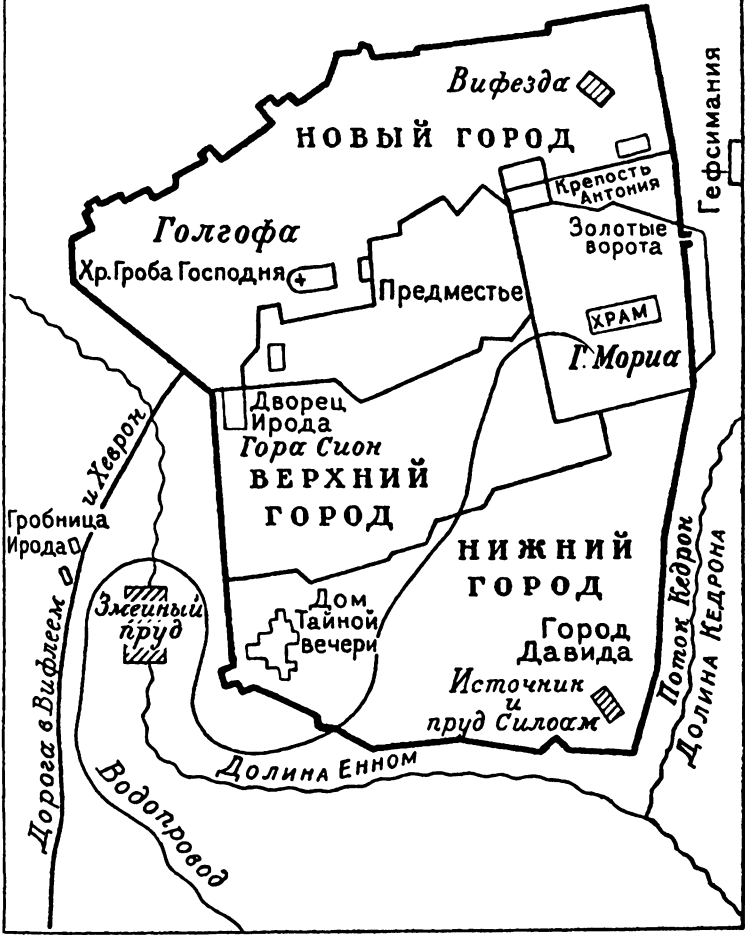 Вифезда
НОВЫЙ ГОРОД
Гефсимания
Крепость
Антония
Голгофа
Золотые
ворота
Хр. Гроба Господня
Предместье
ХРАМ
Г. Мориа
Дворец
Ирода
Гора Сион
ВЕРХНИЙ
ГОРОД
Гробница
Ирода
НИЖНИЙ
ГОРОД
Змеиный
пруд
Дом
Тайной
вечери
Город
Давида
Источник
и
пруд Силоам
Поток Кедрон
Долина Кедрона
Долина Енном
Дорога в Вифлеем и Хеврон
Водопровод